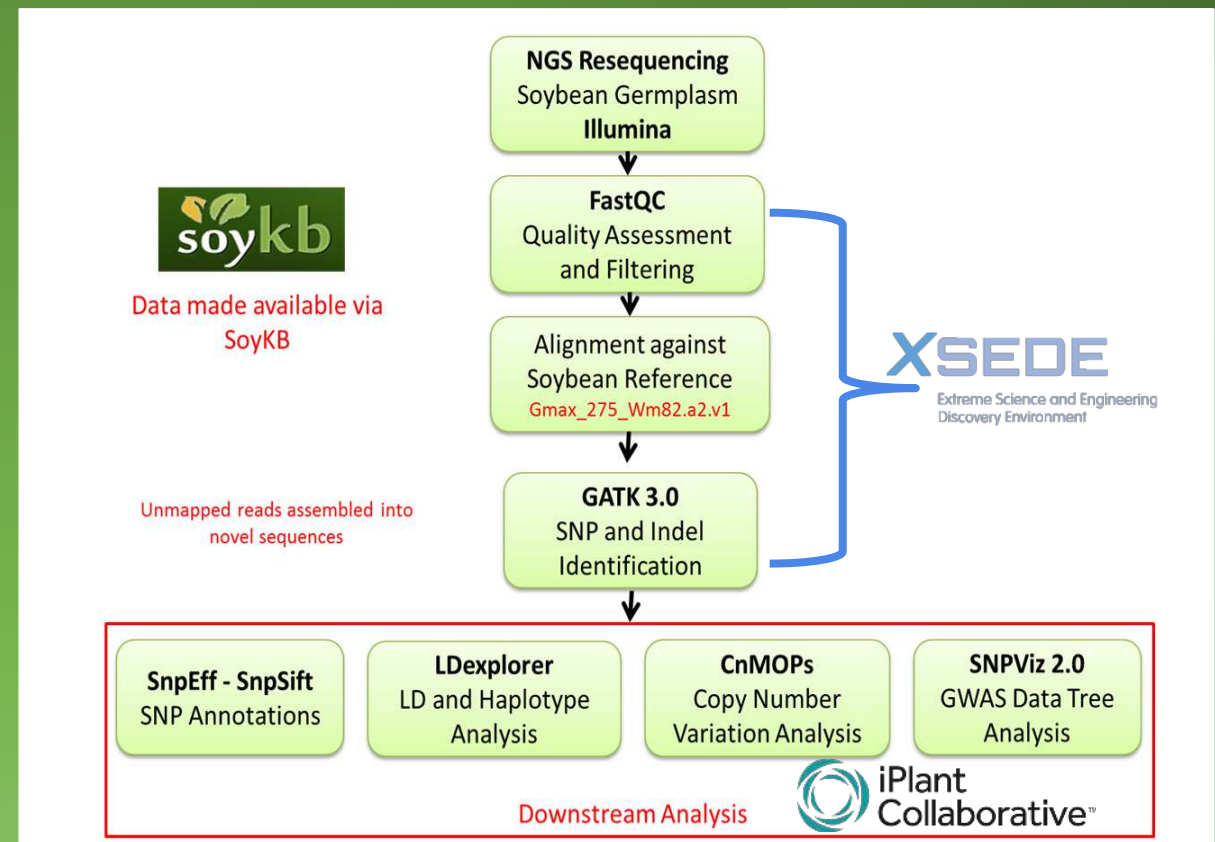 NGS Resequencing
Soybean Germplasm
Illumina
FastQC
Quality Assessment
and Filtering
soykb
Data made available via
SoyKB
Alignment against
Soybean Reference
Gmax_275_Wm82.a2.v1
XSEDE
Extreme Science and Engineering
Discovery Environment
Unmapped reads assembled into
novel sequences
GATK 3.0
SNP and Indel
Identification
SnpEff - SnpSift
SNP Annotations
LDexplorer
LD and Haplotype
Analysis
CnMOPs
Copy Number
Variation Analysis
SNPViz 2.0
GWAS Data Tree
Analysis
Downstream Analysis
iPlant
Collaborative™